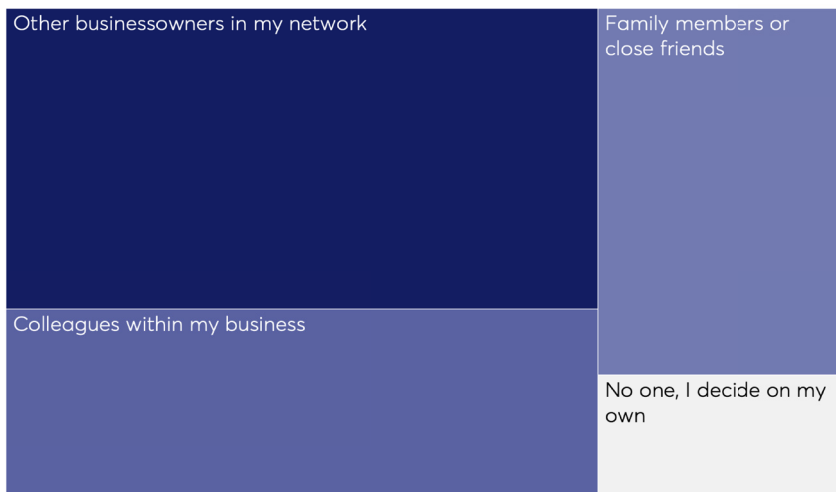 Other businessowners in my network
Family members or
close friends
Colleagues within my business
No one, I decide on my
own